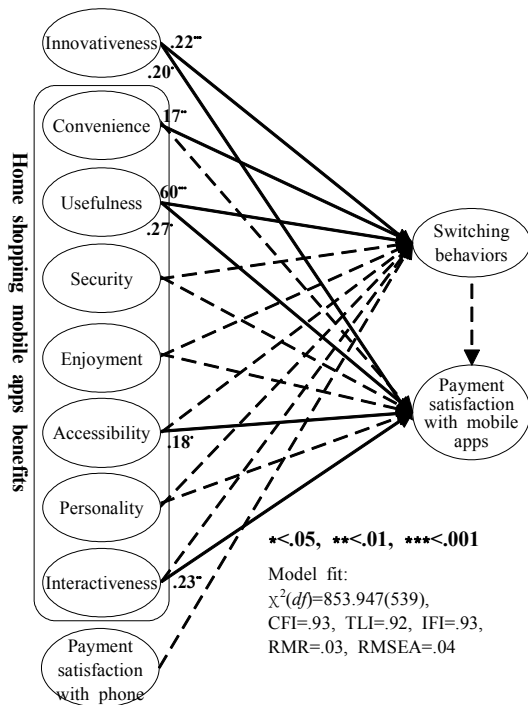 Innovativeness
.22***
.20*
Home shopping mobile apps benefits
Convenience
.17**
Usefulness
.60***
.27*
Security
Enjoyment
Accessibility
.18*
Personality
Interactiveness
.23**
Payment
satisfaction
with phone
Switching
behaviors
Payment
satisfaction
with mobile
apps
*<.05, **<.01, ***<.001
Model fit:
χ²(df)=853.947(539),
CFI=.93, TLI=.92, IFI=.93,
RMR=.03, RMSEA=.04